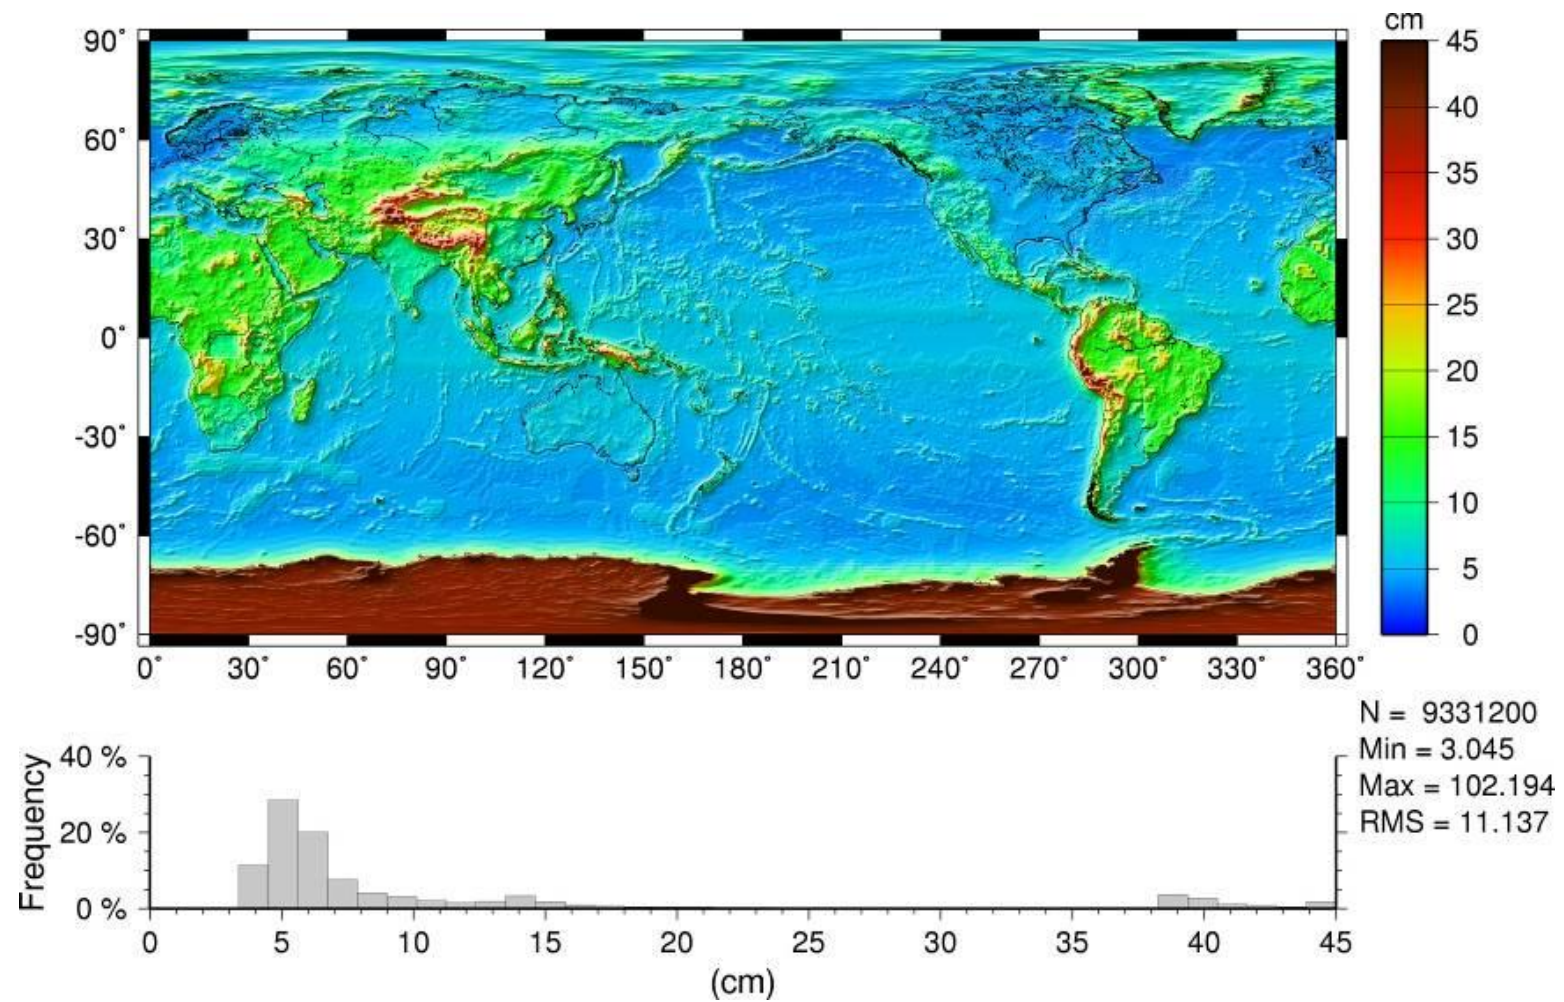 cm
90° 45
40
60° 35
30° 30
25
0°
20
-30° 15
10
-60°
5
-90° 0
0° 30° 60° 90° 120° 150° 180° 210° 240° 270° 300° 330° 360°
N = 9331200
40 % Min = 3.045
Max = 102.194
20 % RMS = 11.137
Frequency
0 %
0 5 10 15 20 25 30 35 40 45
(cm)